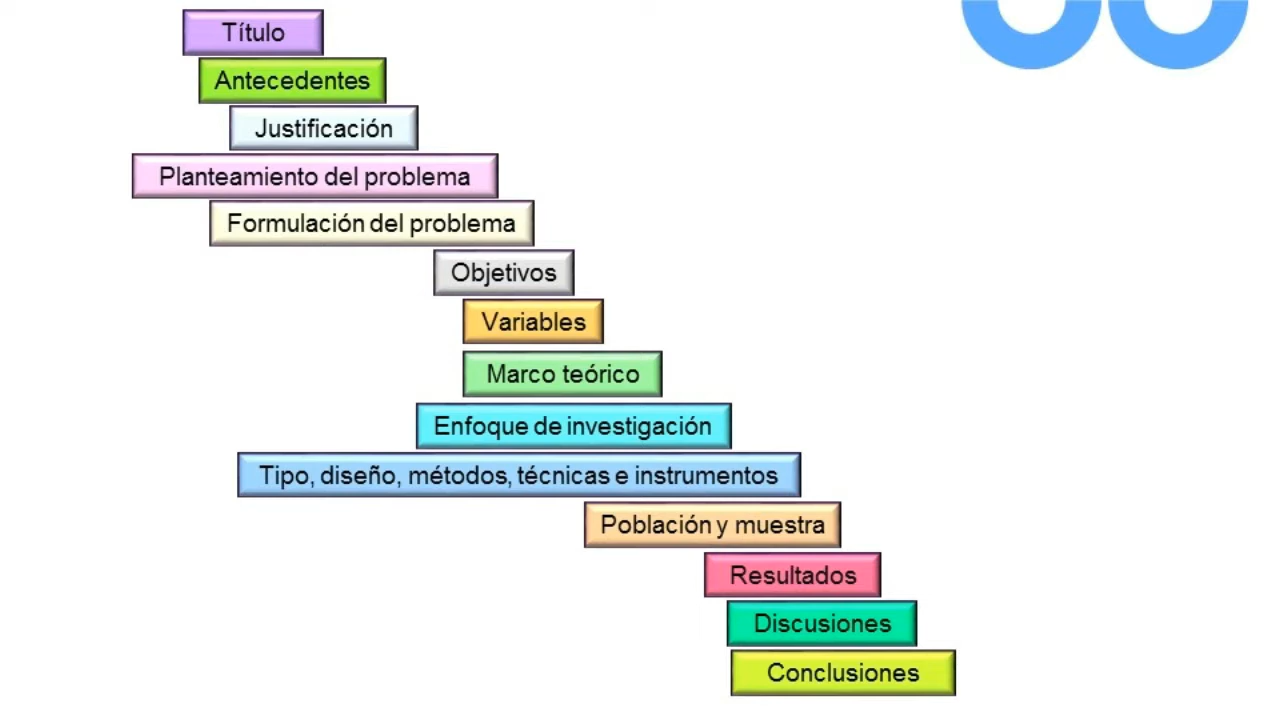 Título
Antecedentes
Justificación
Planteamiento del problema
Formulación del problema
Objetivos
Variables
Marco teórico
Enfoque de investigación
Tipo, diseño, métodos, técnicas e instrumentos
Población y muestra
Resultados
Discusiones
Conclusiones